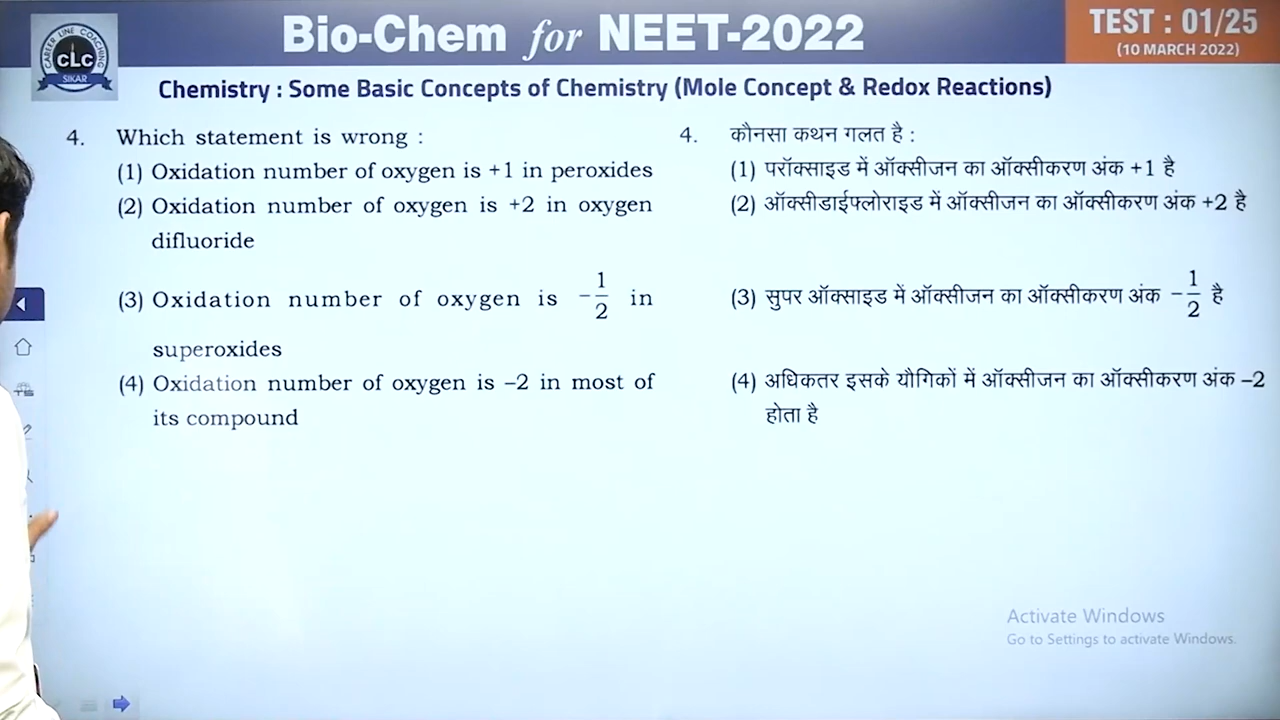 Bio-Chem for NEET-2022
TEST : 01/25
(10 MARCH 2022)
CAREER LINE COACHING
CLC
SIKAR
Chemistry : Some Basic Concepts of Chemistry (Mole Concept & Redox Reactions)
4. Which statement is wrong :
(1) Oxidation number of oxygen is +1 in peroxides
(2) Oxidation number of oxygen is +2 in oxygen
difluoride
(3) Oxidation number of oxygen is −1/2 in
superoxides
(4) Oxidation number of oxygen is –2 in most of
its compound
4. कौनसा कथन गलत है :
(1) परॉक्साइड में ऑक्सीजन का ऑक्सीकरण अंक +1 है
(2) ऑक्सीडाईफ्लोराइड में ऑक्सीजन का ऑक्सीकरण अंक +2 है
(3) सुपर ऑक्साइड में ऑक्सीजन का ऑक्सीकरण अंक −1/2 है
(4) अधिकतर इसके यौगिकों में ऑक्सीजन का ऑक्सीकरण अंक –2
होता है
Activate Windows
Go to Settings to activate Windows.